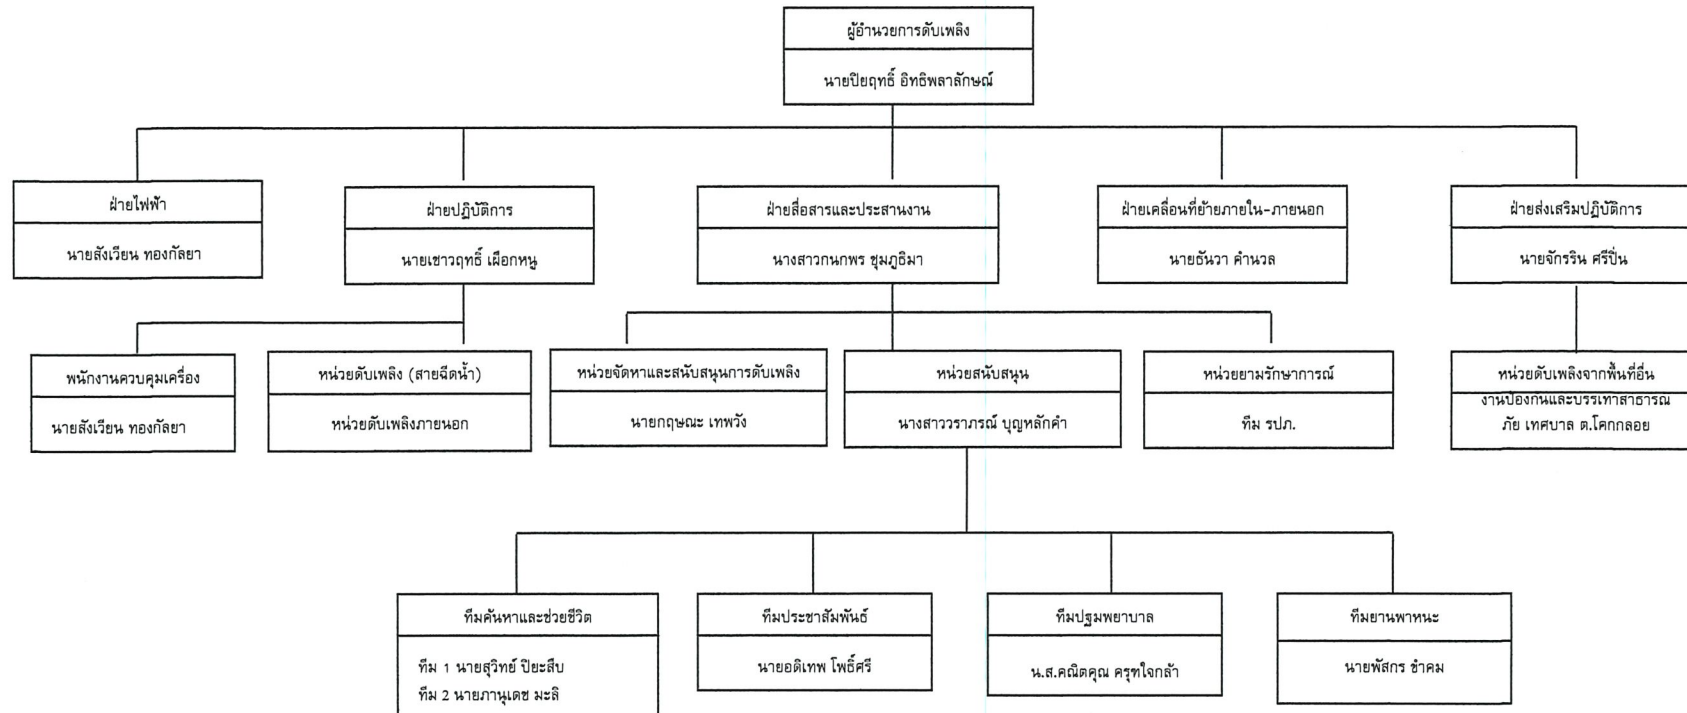 ผู้อำนวยการดับเพลิง
นายปิยฤทธิ์ อิทธิพลาลักษณ์
ฝ่ายไฟฟ้า
นายสังเวียน ทองกัลยา
ฝ่ายปฏิบัติการ
นายเชาวฤทธิ์ เผือกหนู
ฝ่ายสื่อสารและประสานงาน
นางสาวกนกพร ชุมภูธิมา
ฝ่ายเคลื่อนที่ย้ายภายใน-ภายนอก
นายธันวา คำนวล
ฝ่ายส่งเสริมปฏิบัติการ
นายจักรริน ศรีปิ่น
พนักงานควบคุมเครื่อง
นายสังเวียน ทองกัลยา
หน่วยดับเพลิง (สายฉีดน้ำ)
หน่วยดับเพลิงภายนอก
หน่วยจัดหาและสนับสนุนการดับเพลิง
นายกฤษณะ เทพวัง
หน่วยสนับสนุน
นางสาววราภรณ์ บุญหลักคำ
หน่วยยามรักษาการณ์
ทีม รปภ.
หน่วยดับเพลิงจากพื้นที่อื่น
งานป้องกันและบรรเทาสาธารณ
ภัย เทศบาล ต.โคกกลอย
ทีมค้นหาและช่วยชีวิต
ทีม 1 นายสุวิทย์ ปิยะสืบ
ทีม 2 นายภานุเดช มะลิ
ทีมประชาสัมพันธ์
นายอดิเทพ โพธิ์ศรี
ทีมปฐมพยาบาล
น.ส.คณิตคุณ ครุฑใจกล้า
ทีมยานพาหนะ
นายพัสกร ขำคม